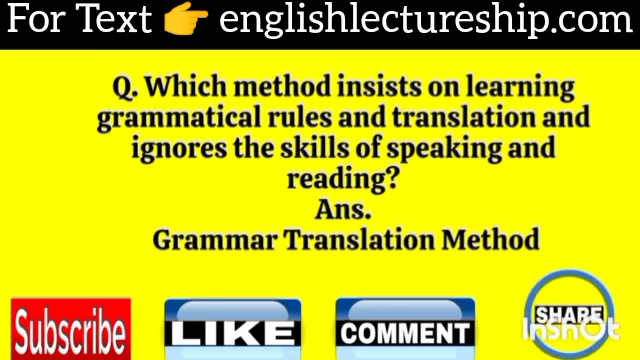 For Text 👉 englishlectureship.com
Q. Which method insists on learning
grammatical rules and translation and
ignores the skills of speaking and
reading?
Ans.
Grammar Translation Method
Subscribe
LIKE
COMMENT
SHARE
InShOt